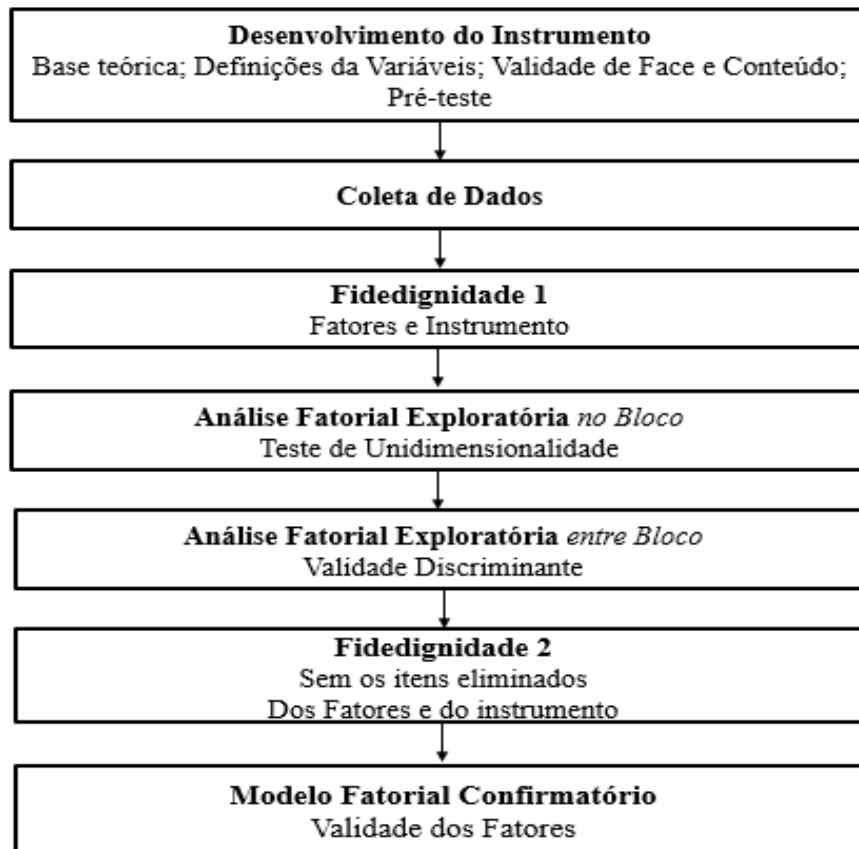 Desenvolvimento do Instrumento
Base teórica; Definições da Variáveis; Validade de Face e Conteúdo;
Pré-teste
Coleta de Dados
Fidedignidade 1
Fatores e Instrumento
Análise Fatorial Exploratória no Bloco
Teste de Unidimensionalidade
Análise Fatorial Exploratória entre Bloco
Validade Discriminante
Fidedignidade 2
Sem os itens eliminados
Dos Fatores e do instrumento
Modelo Fatorial Confirmatório
Validade dos Fatores